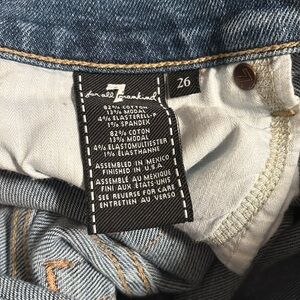 7
for all mankind
26
82% COTTON
13% MODAL
4% ELASTERELL-P
1% SPANDEX
82% COTON
13% MODAL
4% ELASTOMULTIESTER
1% ÉLASTHANNE
ASSEMBLED IN MEXICO
FINISHED IN U.S.A
ASSEMBLÉ AU MEXIQUE
FINI AUX ÉTATS-UNIS
SEE REVERSE FOR CARE
ENTRETIEN AU VERSO